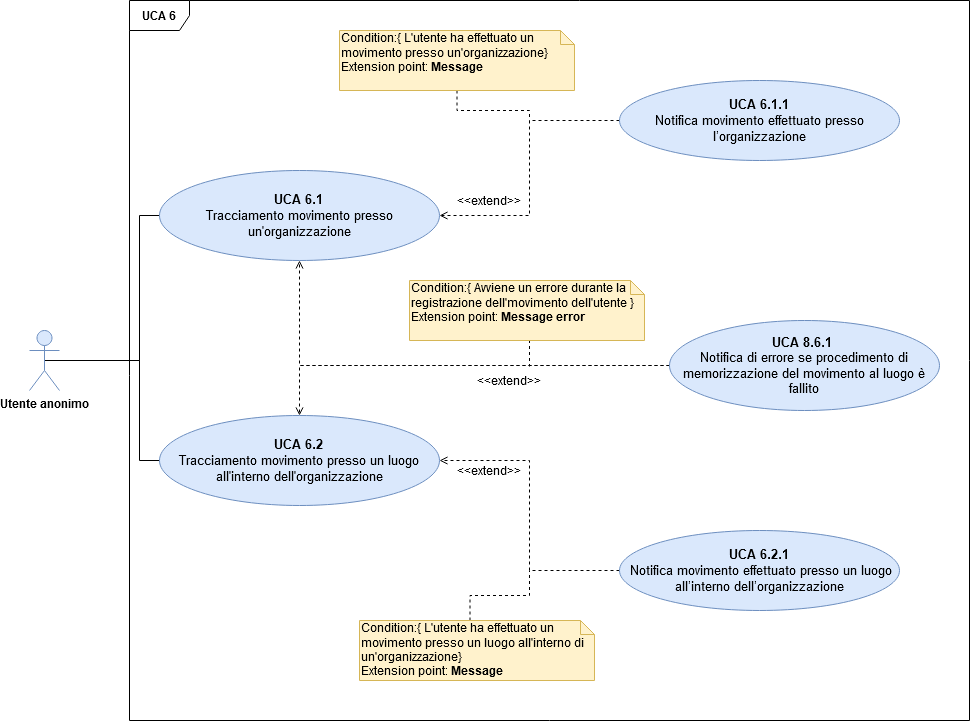 UCA 6
Condition:{ L'utente ha effettuato un
movimento presso un'organizzazione}
Extension point: Message
UCA 6.1.1
Notifica movimento effettuato presso
l'organizzazione
UCA 6.1
Tracciamento movimento presso
un'organizzazione
<<extend>>
Condition:{ Avviene un errore durante la
registrazione dell'movimento dell'utente }
Extension point: Message error
UCA 8.6.1
Notifica di errore se procedimento di
memorizzazione del movimento al luogo è
fallito
<<extend>>
Utente anonimo
UCA 6.2
Tracciamento movimento presso un luogo
all'interno dell'organizzazione
<<extend>>
UCA 6.2.1
Notifica movimento effettuato presso un luogo
all'interno dell'organizzazione
Condition:{ L'utente ha effettuato un
movimento presso un luogo all'interno di
un'organizzazione}
Extension point: Message